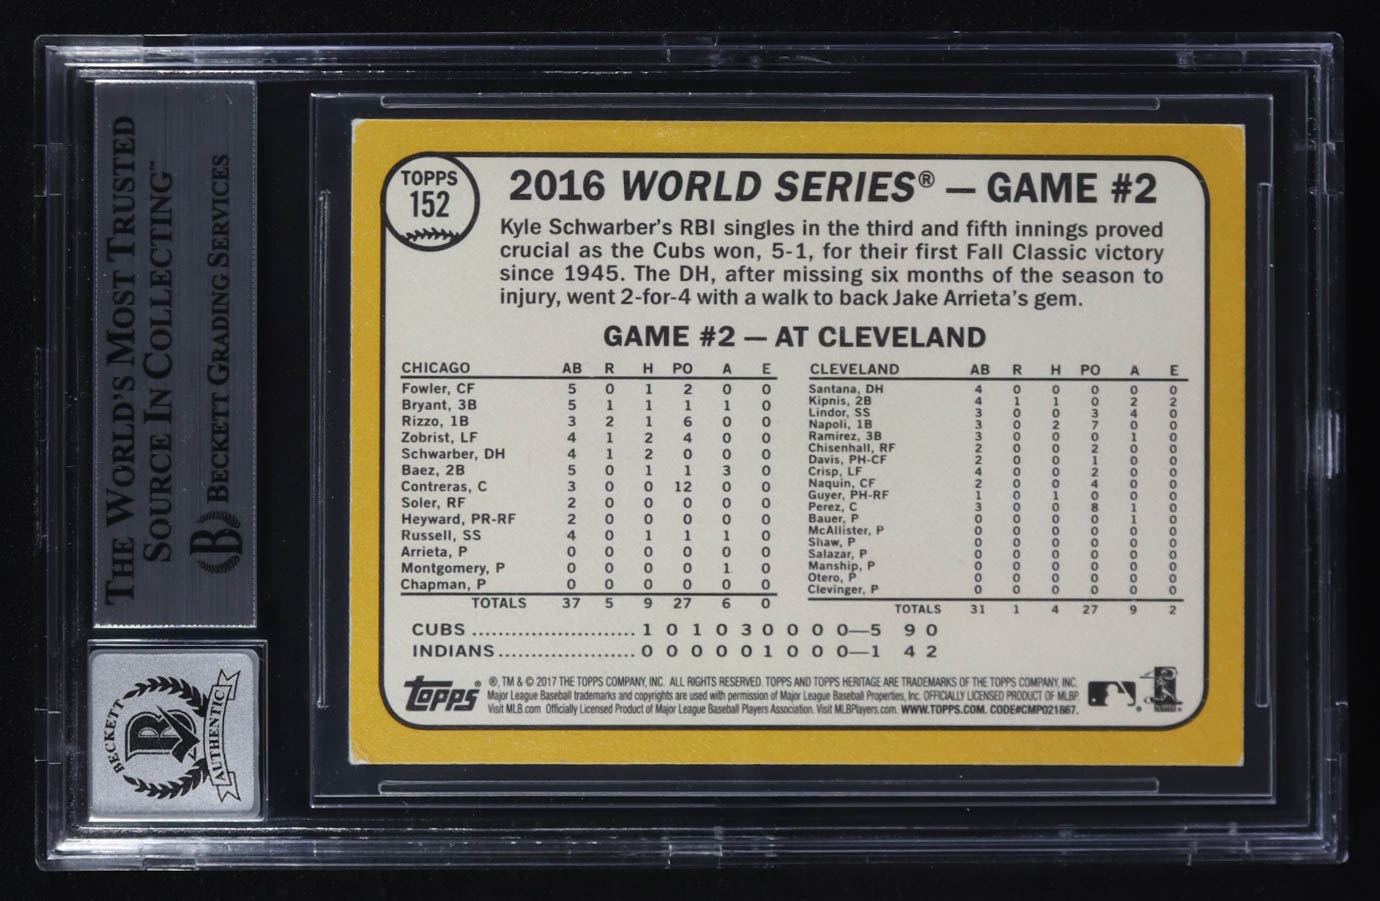 THE WORLD'S MOST TRUSTED
SOURCE IN COLLECTING™
BECKETT GRADING SERVICES
B
BECKETT
B
AUTHENTIC
TOPPS
152
2016 WORLD SERIES® — GAME #2
Kyle Schwarber's RBI singles in the third and fifth innings proved
crucial as the Cubs won, 5-1, for their first Fall Classic victory
since 1945. The DH, after missing six months of the season to
injury, went 2-for-4 with a walk to back Jake Arrieta's gem.
GAME #2 — AT CLEVELAND
CHICAGO AB R H PO A E
Fowler, CF 5 0 1 2 0 0
Bryant, 3B 5 1 1 1 1 0
Rizzo, 1B 3 2 1 6 0 0
Zobrist, LF 4 1 2 4 0 0
Schwarber, DH 4 1 2 0 0 0
Baez, 2B 5 0 1 1 3 0
Contreras, C 3 0 0 12 0 0
Soler, RF 2 0 0 0 0 0
Heyward, PR-RF 2 0 0 0 0 0
Russell, SS 4 0 1 1 1 0
Arrieta, P 0 0 0 0 0 0
Montgomery, P 0 0 0 0 1 0
Chapman, P 0 0 0 0 0 0
TOTALS 37 5 9 27 6 0
CLEVELAND AB R H PO A E
Santana, DH 4 0 0 0 0 0
Kipnis, 2B 4 1 1 0 2 2
Lindor, SS 3 0 0 3 4 0
Napoli, 1B 3 0 2 7 0 0
Ramirez, 3B 3 0 0 0 1 0
Chisenhall, RF 2 0 0 2 0 0
Davis, PH-CF 2 0 0 1 0 0
Crisp, LF 4 0 0 2 0 0
Naquin, CF 2 0 0 4 0 0
Guyer, PH-RF 1 0 1 0 0 0
Perez, C 3 0 0 8 1 0
Bauer, P 0 0 0 0 1 0
McAllister, P 0 0 0 0 0 0
Shaw, P 0 0 0 0 0 0
Salazar, P 0 0 0 0 0 0
Manship, P 0 0 0 0 0 0
Otero, P 0 0 0 0 0 0
Clevinger, P 0 0 0 0 0 0
TOTALS 31 1 4 27 9 2
CUBS ........................ 1 0 1 0 3 0 0 0 0—5 9 0
INDIANS.................... 0 0 0 0 0 1 0 0 0—1 4 2
topps®
®, TM & © 2017 THE TOPPS COMPANY, INC. ALL RIGHTS RESERVED. TOPPS AND TOPPS HERITAGE ARE TRADEMARKS OF THE TOPPS COMPANY, INC.
Major League Baseball trademarks and copyrights are used with permission of Major League Baseball Properties, Inc. OFFICIALLY LICENSED PRODUCT OF MLBP.
Visit MLB.com Officially Licensed Product of Major League Baseball Players Association. Visit MLBPlayers.com. WWW.TOPPS.COM. CODE#CMP021867.